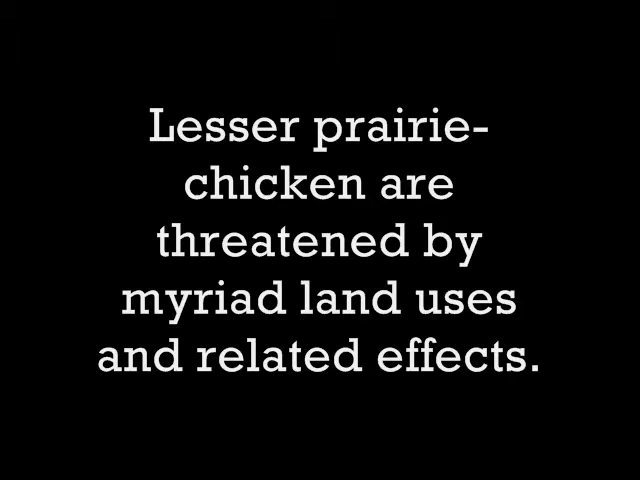 Lesser prairie-
chicken are
threatened by
myriad land uses
and related effects.